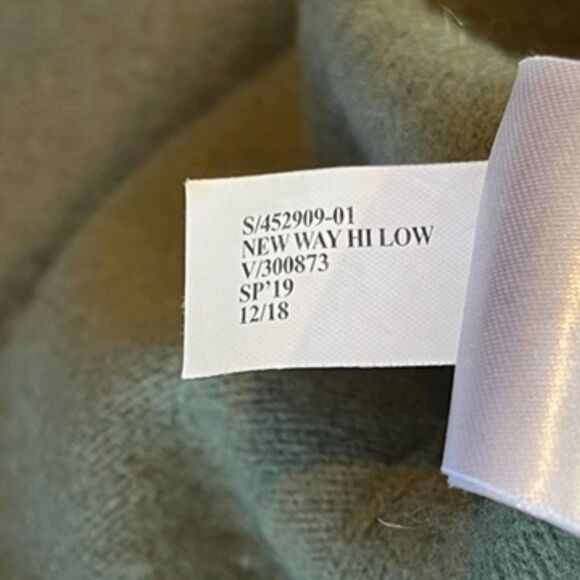 S/452909-01
NEW WAY HI LOW
V/300873
SP'19
12/18